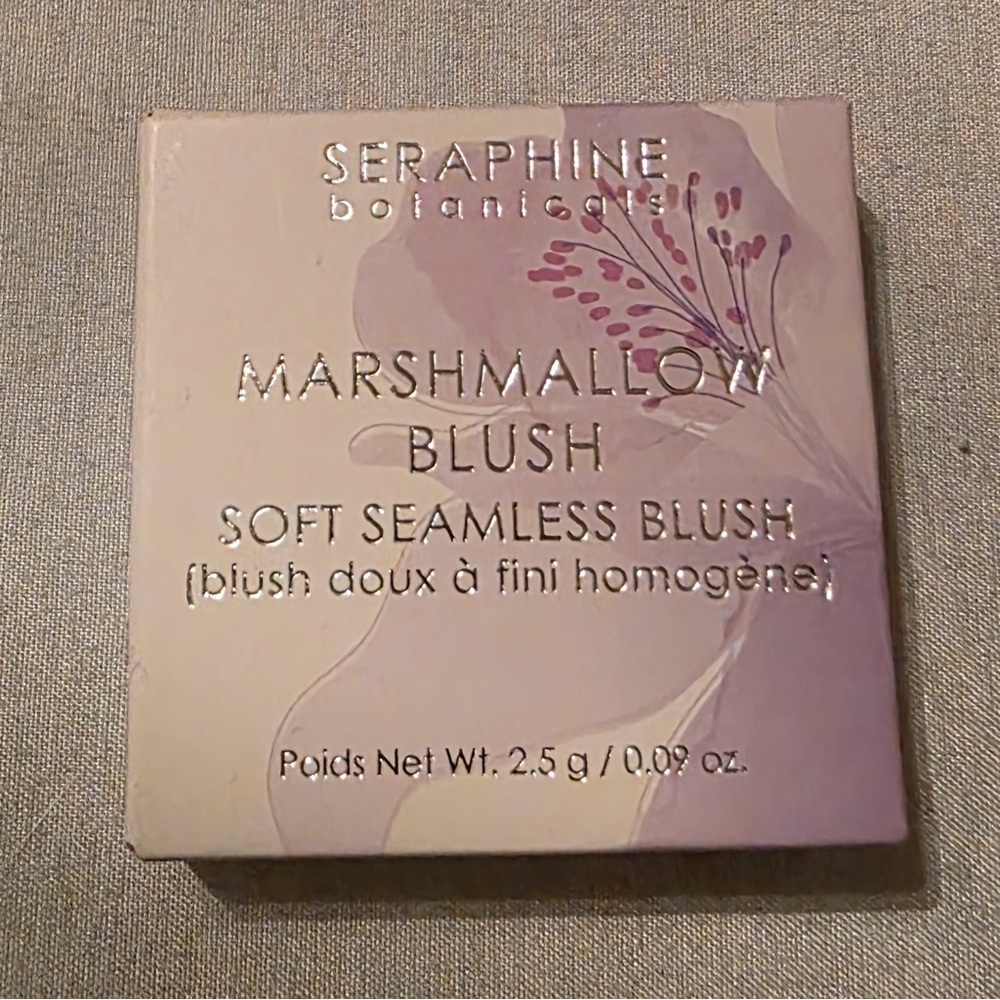 SERAPHINE
botanicals
MARSHMALLOW
BLUSH
SOFT SEAMLESS BLUSH
(blush doux à fini homogène)
Poids Net Wt. 2.5 g / 0.09 oz.